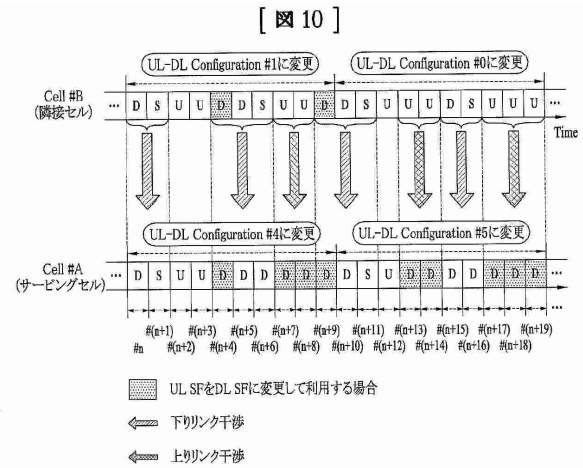 [ 図 10 ]
UL-DL Configuration #1に変更 UL-DL Configuration #0に変更
Cell #B
(隣接セル)
… D S U U D D S U U D D S U U U D S U U U …
Time
UL-DL Configuration #4に変更 UL-DL Configuration #5に変更
Cell #A
(サービングセル)
… D S U U D D D D D D D S U D D D D D D D …
#(n+1) #(n+3) #(n+5) #(n+7) #(n+9) #(n+11) #(n+13) #(n+15) #(n+17) #(n+19) …
#n #(n+2) #(n+4) #(n+6) #(n+8) #(n+10) #(n+12) #(n+14) #(n+16) #(n+18)
UL SFをDL SFに変更して利用する場合
下りリンク干渉
上りリンク干渉